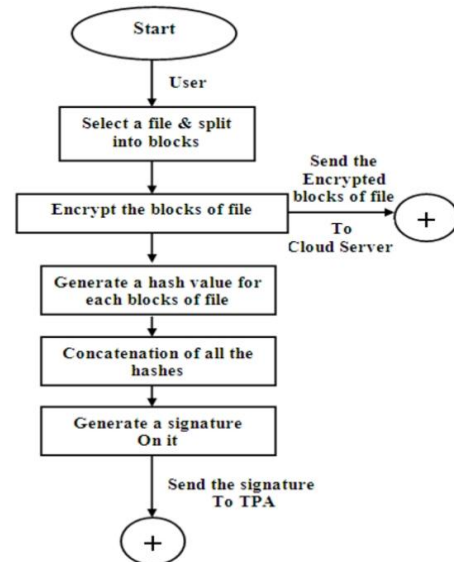 Start
User
Select a file & split
into blocks
Send the
Encrypted
blocks of file
Encrypt the blocks of file
To
Cloud Server
+
Generate a hash value for
each blocks of file
Concatenation of all the
hashes
Generate a signature
On it
Send the signature
To TPA
+